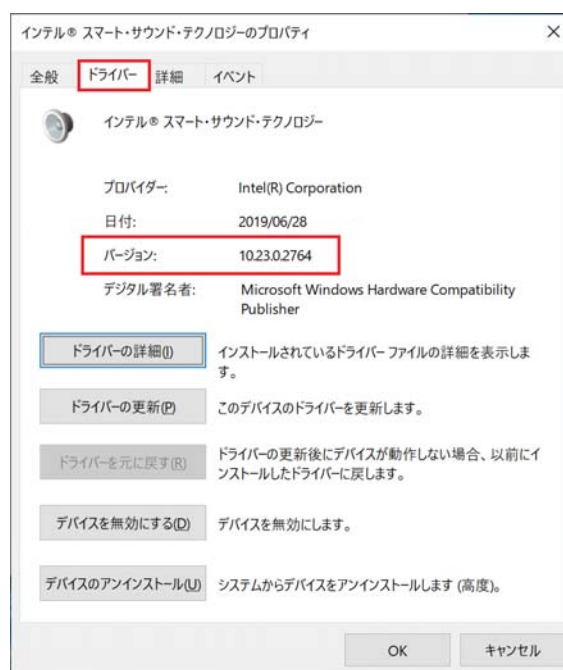 インテル® スマート・サウンド・テクノロジーのプロパティ
全般 ドライバー 詳細 イベント
インテル® スマート・サウンド・テクノロジー
プロバイダー: Intel(R) Corporation
日付: 2019/06/28
バージョン: 10.23.0.2764
デジタル署名者: Microsoft Windows Hardware Compatibility
Publisher
ドライバーの詳細(I) インストールされているドライバー ファイルの詳細を表示しま
す。
ドライバーの更新(P) このデバイスのドライバーを更新します。
ドライバーを元に戻す(R) ドライバーの更新後にデバイスが動作しない場合、以前にイ
ンストールしたドライバーに戻します。
デバイスを無効にする(D) デバイスを無効にします。
デバイスのアンインストール(U) システムからデバイスをアンインストールします (高度)。
OK キャンセル